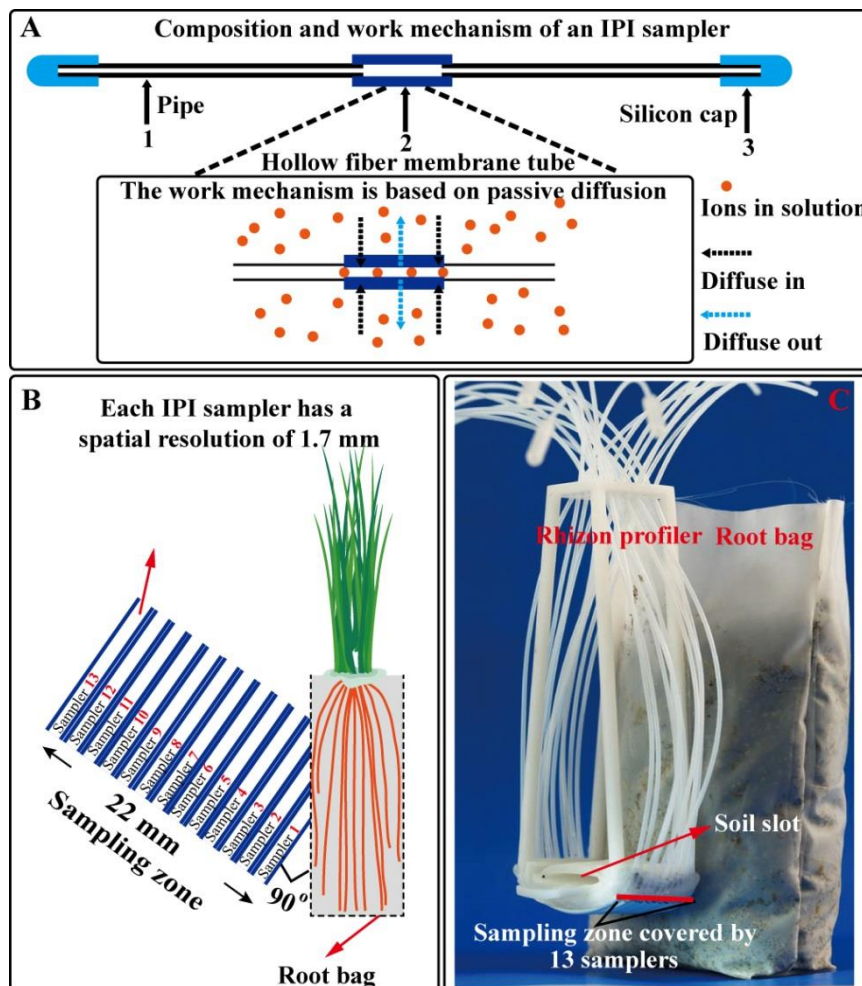 A
Composition and work mechanism of an IPI sampler
Pipe
1
2
Silicon cap
3
Hollow fiber membrane tube
The work mechanism is based on passive diffusion
Ions in solution
Diffuse in
Diffuse out
B
Each IPI sampler has a
spatial resolution of 1.7 mm
Sampler 13
Sampler 12
Sampler 11
Sampler 10
Sampler 9
Sampler 8
Sampler 7
Sampler 6
Sampler 5
Sampler 4
Sampler 3
Sampler 2
Sampler 1
22 mm
Sampling zone
90°
Root bag
C
Rhizon profiler
Root bag
Soil slot
Sampling zone covered by
13 samplers